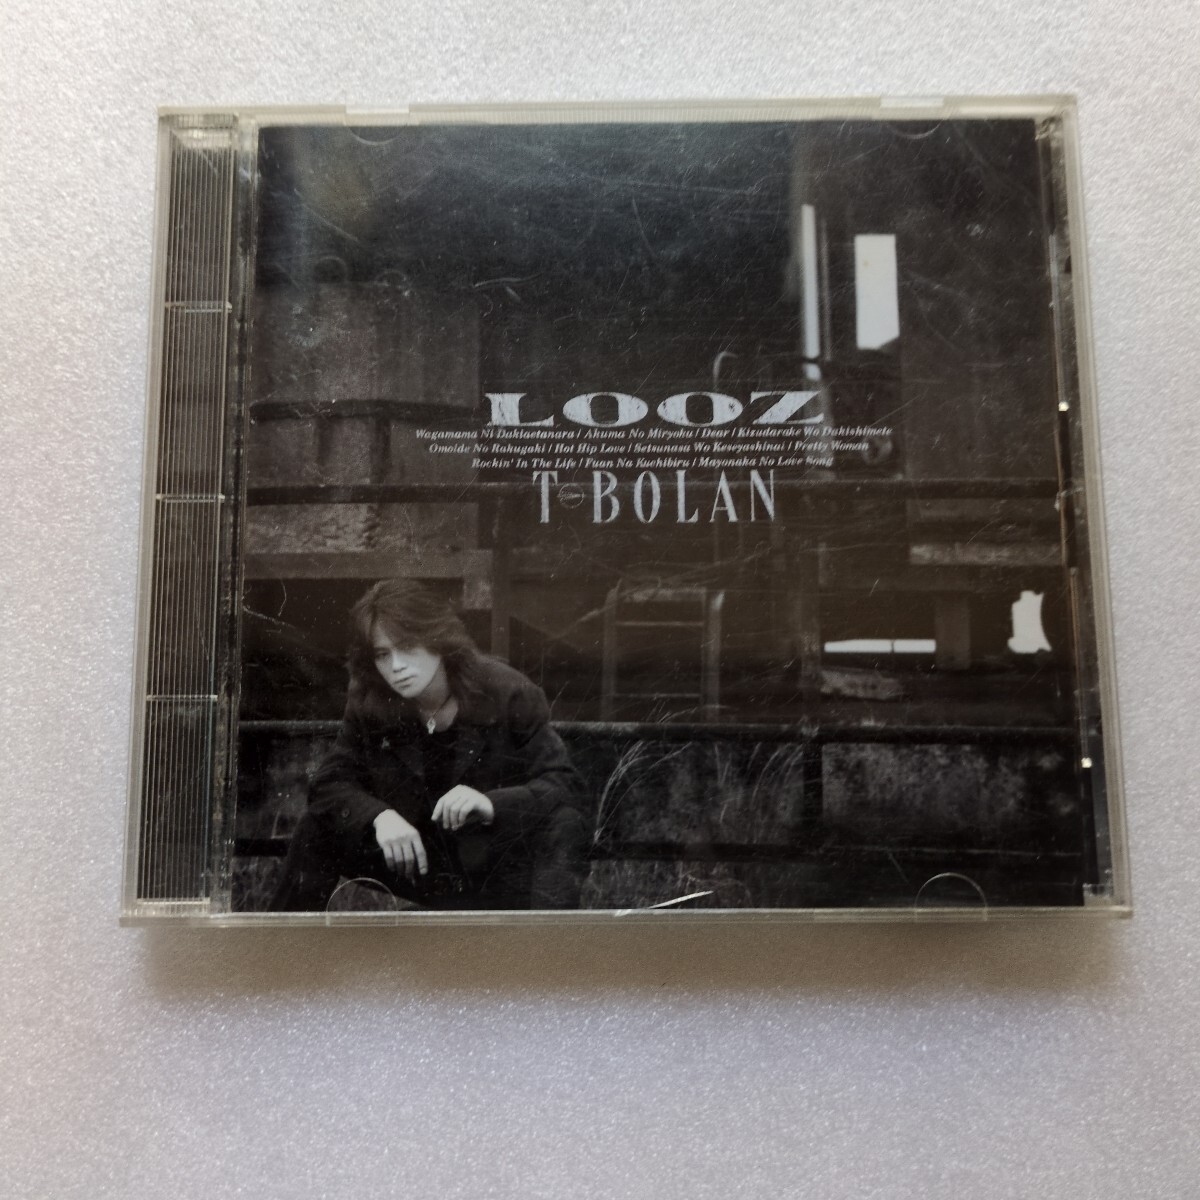 LOOZ
Wagamama Ni Dakiaetanara / Akuma No Miryoku / Dear / Kizudarake Wo Dakishimete
Omoide No Rakugaki / Hot Hip Love / Setsunasa Wo Keseyashinai / Pretty Woman
Rockin' In The Life / Fuan Na Kuchibiru / Mayonaka No Love Song
T-BOLAN